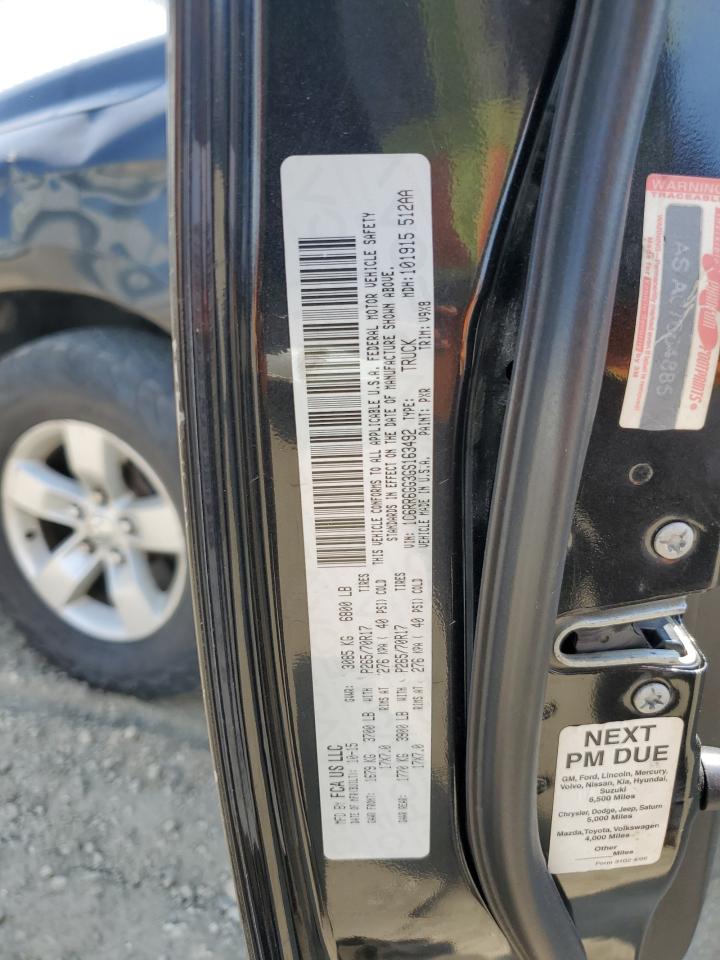 MFD BY: FCA US LLC
DATE OF MFR(BUILT): 10-15
GVWR: 3085 KG 6800 LB
GAWR FRONT: 1679 KG 3700 LB WITH P265/70R17 TIRES
17X7.0 RIMS AT 276 KPA ( 40 PSI) COLD
GAWR REAR: 1770 KG 3900 LB WITH P265/70R17 TIRES
17X7.0 RIMS AT 276 KPA ( 40 PSI) COLD
THIS VEHICLE CONFORMS TO ALL APPLICABLE U.S.A. FEDERAL MOTOR VEHICLE SAFETY
STANDARDS IN EFFECT ON THE DATE OF MANUFACTURE SHOWN ABOVE.
VIN: 1C6RR6GG3GS163492 TYPE: TRUCK MDH: 101915 512AA
VEHICLE MADE IN U.S.A. PAINT: PXR TRIM: V9X8
WARNING
TRACEABLE
FOOTPRINTS
NEXT
PM DUE
GM, Ford, Lincoln, Mercury,
Volvo, Nissan, Kia, Hyundai,
Suzuki
5,500 Miles
Chrysler, Dodge, Jeep, Saturn
5,000 Miles
Mazda, Toyota, Volkswagen
4,000 Miles
Other
Miles